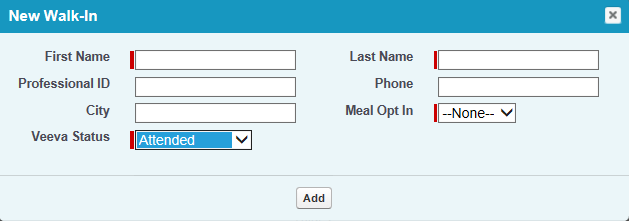 New Walk-In
First Name Last Name
Professional ID Phone
City Meal Opt In --None--
Veeva Status Attended
Add